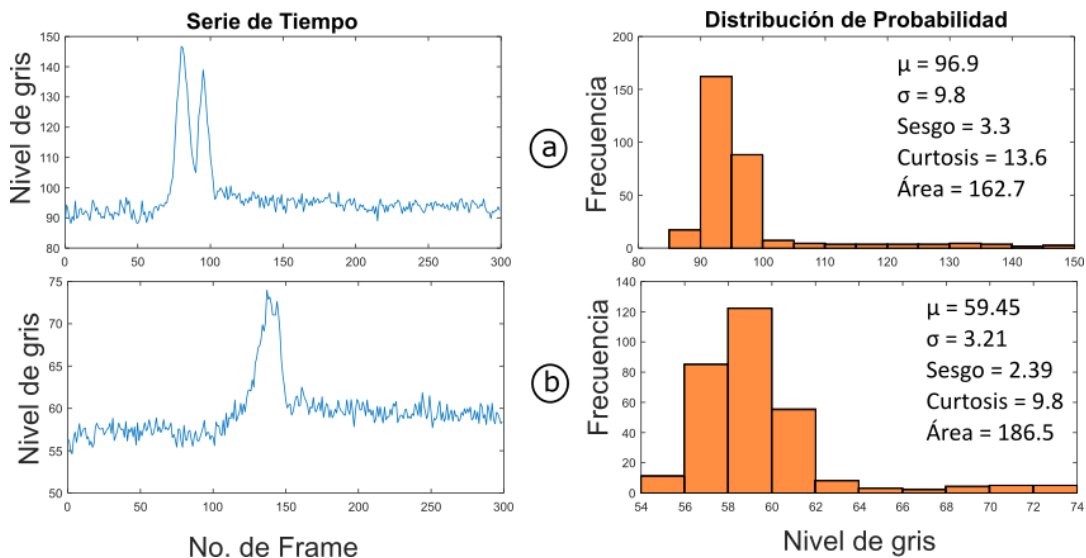 Serie de Tiempo
Distribución de Probabilidad
Nivel de gris
150
140
130
120
110
100
90
80
0 50 100 150 200 250 300
a
Frecuencia
200
150
100
50
0
80 90 100 110 120 130 140 150
μ = 96.9
σ = 9.8
Sesgo = 3.3
Curtosis = 13.6
Área = 162.7
Nivel de gris
75
70
65
60
55
50
0 50 100 150 200 250 300
No. de Frame
b
Frecuencia
140
120
100
80
60
40
20
0
54 56 58 60 62 64 66 68 70 72 74
μ = 59.45
σ = 3.21
Sesgo = 2.39
Curtosis = 9.8
Área = 186.5
Nivel de gris